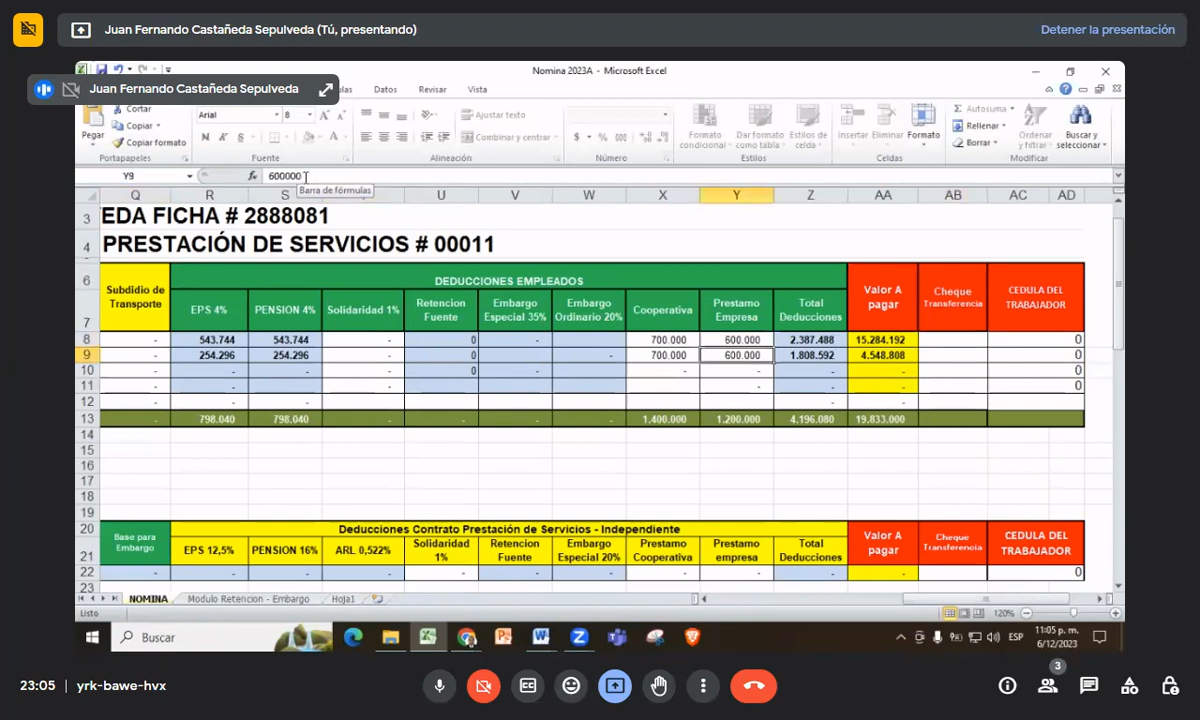 Juan Fernando Castañeda Sepulveda (Tú, presentando)
Detener la presentación
Nomina 2023A - Microsoft Excel
Juan Fernando Castañeda Sepulveda
Datos Revisar Vista
Pegar
Cortar
Copiar
Copiar formato
Portapapeles
Arial 8
N K S
Fuente
Ajustar texto
Combinar y centrar
Alineación
$ % 000
Número
Formato condicional
Dar formato como tabla
Estilos de celda
Estilos
Insertar Eliminar Formato
Celdas
Autosuma
Rellenar
Borrar
Ordenar y filtrar
Buscar y seleccionar
Modificar
Y9 fx 600000
Barra de fórmulas
Q R S U V W X Y Z AA AB AC AD
3 EDA FICHA # 2888081
4 PRESTACIÓN DE SERVICIOS # 00011
6 Subdidio de Transporte DEDUCCIONES EMPLEADOS Valor A pagar Cheque Transferencia CEDULA DEL TRABAJADOR
7 EPS 4% PENSION 4% Solidaridad 1% Retencion Fuente Embargo Especial 35% Embargo Ordinario 20% Cooperativa Prestamo Empresa Total Deducciones
8 - 543.744 543.744 - 0 - 700.000 600.000 2.387.488 15.284.192 0
9 - 254.296 254.296 - 0 - 700.000 600.000 1.808.592 4.548.808 0
10 - - - - 0 - - - - - 0
11 - - - - - - - - 0
12 - - - - -
13 - 798.040 798.040 - - - - 1.400.000 1.200.000 4.196.080 19.833.000
14
15
16
17
18
19
20 Base para Embargo Deducciones Contrato Prestación de Servicios - Independiente Valor A pagar Cheque Transferencia CEDULA DEL TRABAJADOR
21 EPS 12,5% PENSION 16% ARL 0,522% Solidaridad 1% Retencion Fuente Embargo Especial 20% Prestamo Cooperativa Prestamo empresa Total Deducciones
22 - - - - - - - - - - - 0
23
NOMINA Modulo Retencion - Embargo Hoja1
Listo
120%
Buscar
ESP
11:05 p. m.
6/12/2023
23:05 | yrk-bawe-hvx
3